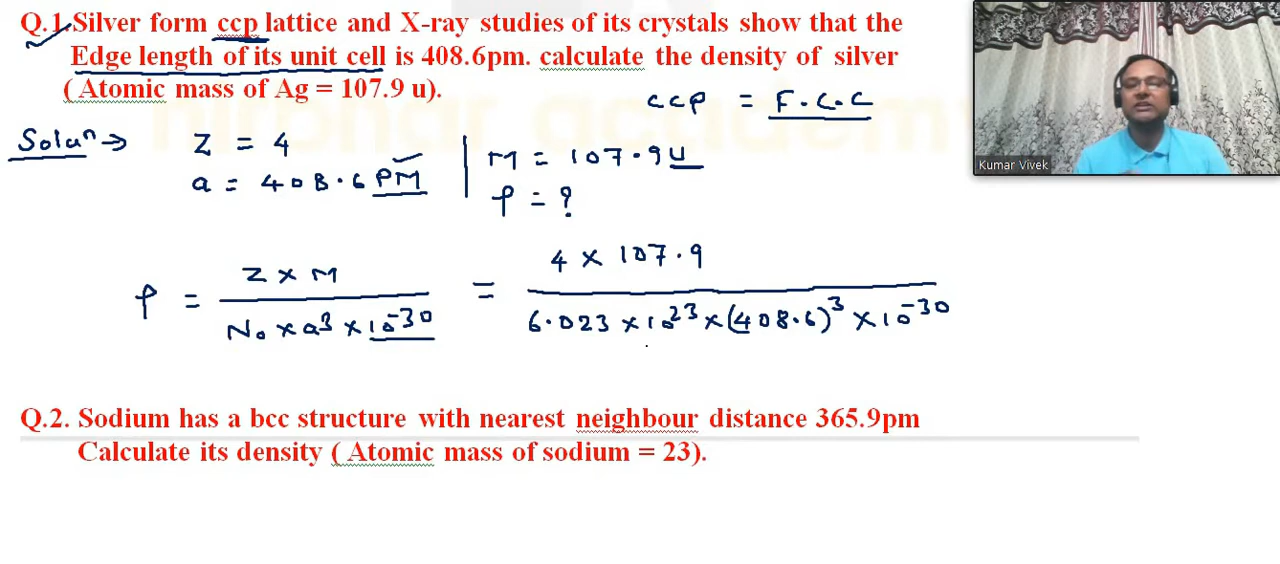 Q.1. Silver form ccp lattice and X-ray studies of its crystals show that the
Edge length of its unit cell is 408.6pm. calculate the density of silver
( Atomic mass of Ag = 107.9 u).
ccp = F.C.C
Soluⁿ →
Z = 4
a = 408.6 PM
M = 107.9 U
ρ = ?
ρ = Z × M / N₀ × a³ × 10⁻³⁰ = 4 × 107.9 / 6.023 × 10²³ × (408.6)³ × 10⁻³⁰
Q.2. Sodium has a bcc structure with nearest neighbour distance 365.9pm
Calculate its density ( Atomic mass of sodium = 23).
Kumar Vivek